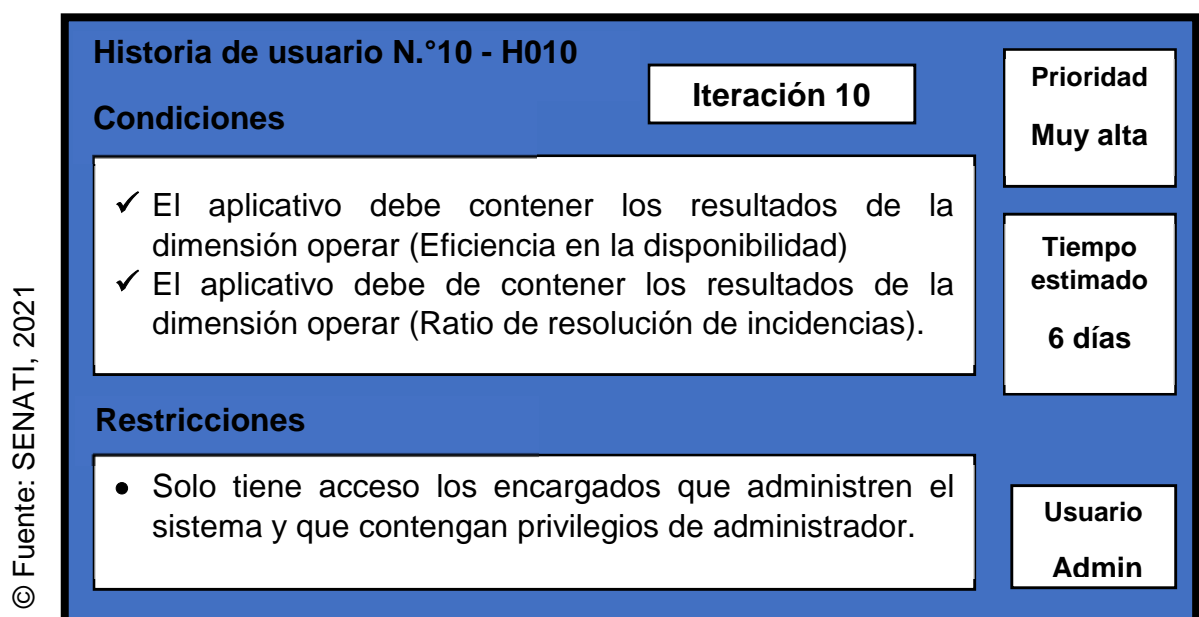 Historia de usuario N.°10 - H010
Iteración 10
Prioridad
Muy alta
Condiciones
✓ El aplicativo debe contener los resultados de la
dimensión operar (Eficiencia en la disponibilidad)
✓ El aplicativo debe de contener los resultados de la
dimensión operar (Ratio de resolución de incidencias).
Tiempo
estimado
6 días
Restricciones
• Solo tiene acceso los encargados que administren el
sistema y que contengan privilegios de administrador.
Usuario
Admin
© Fuente: SENATI, 2021